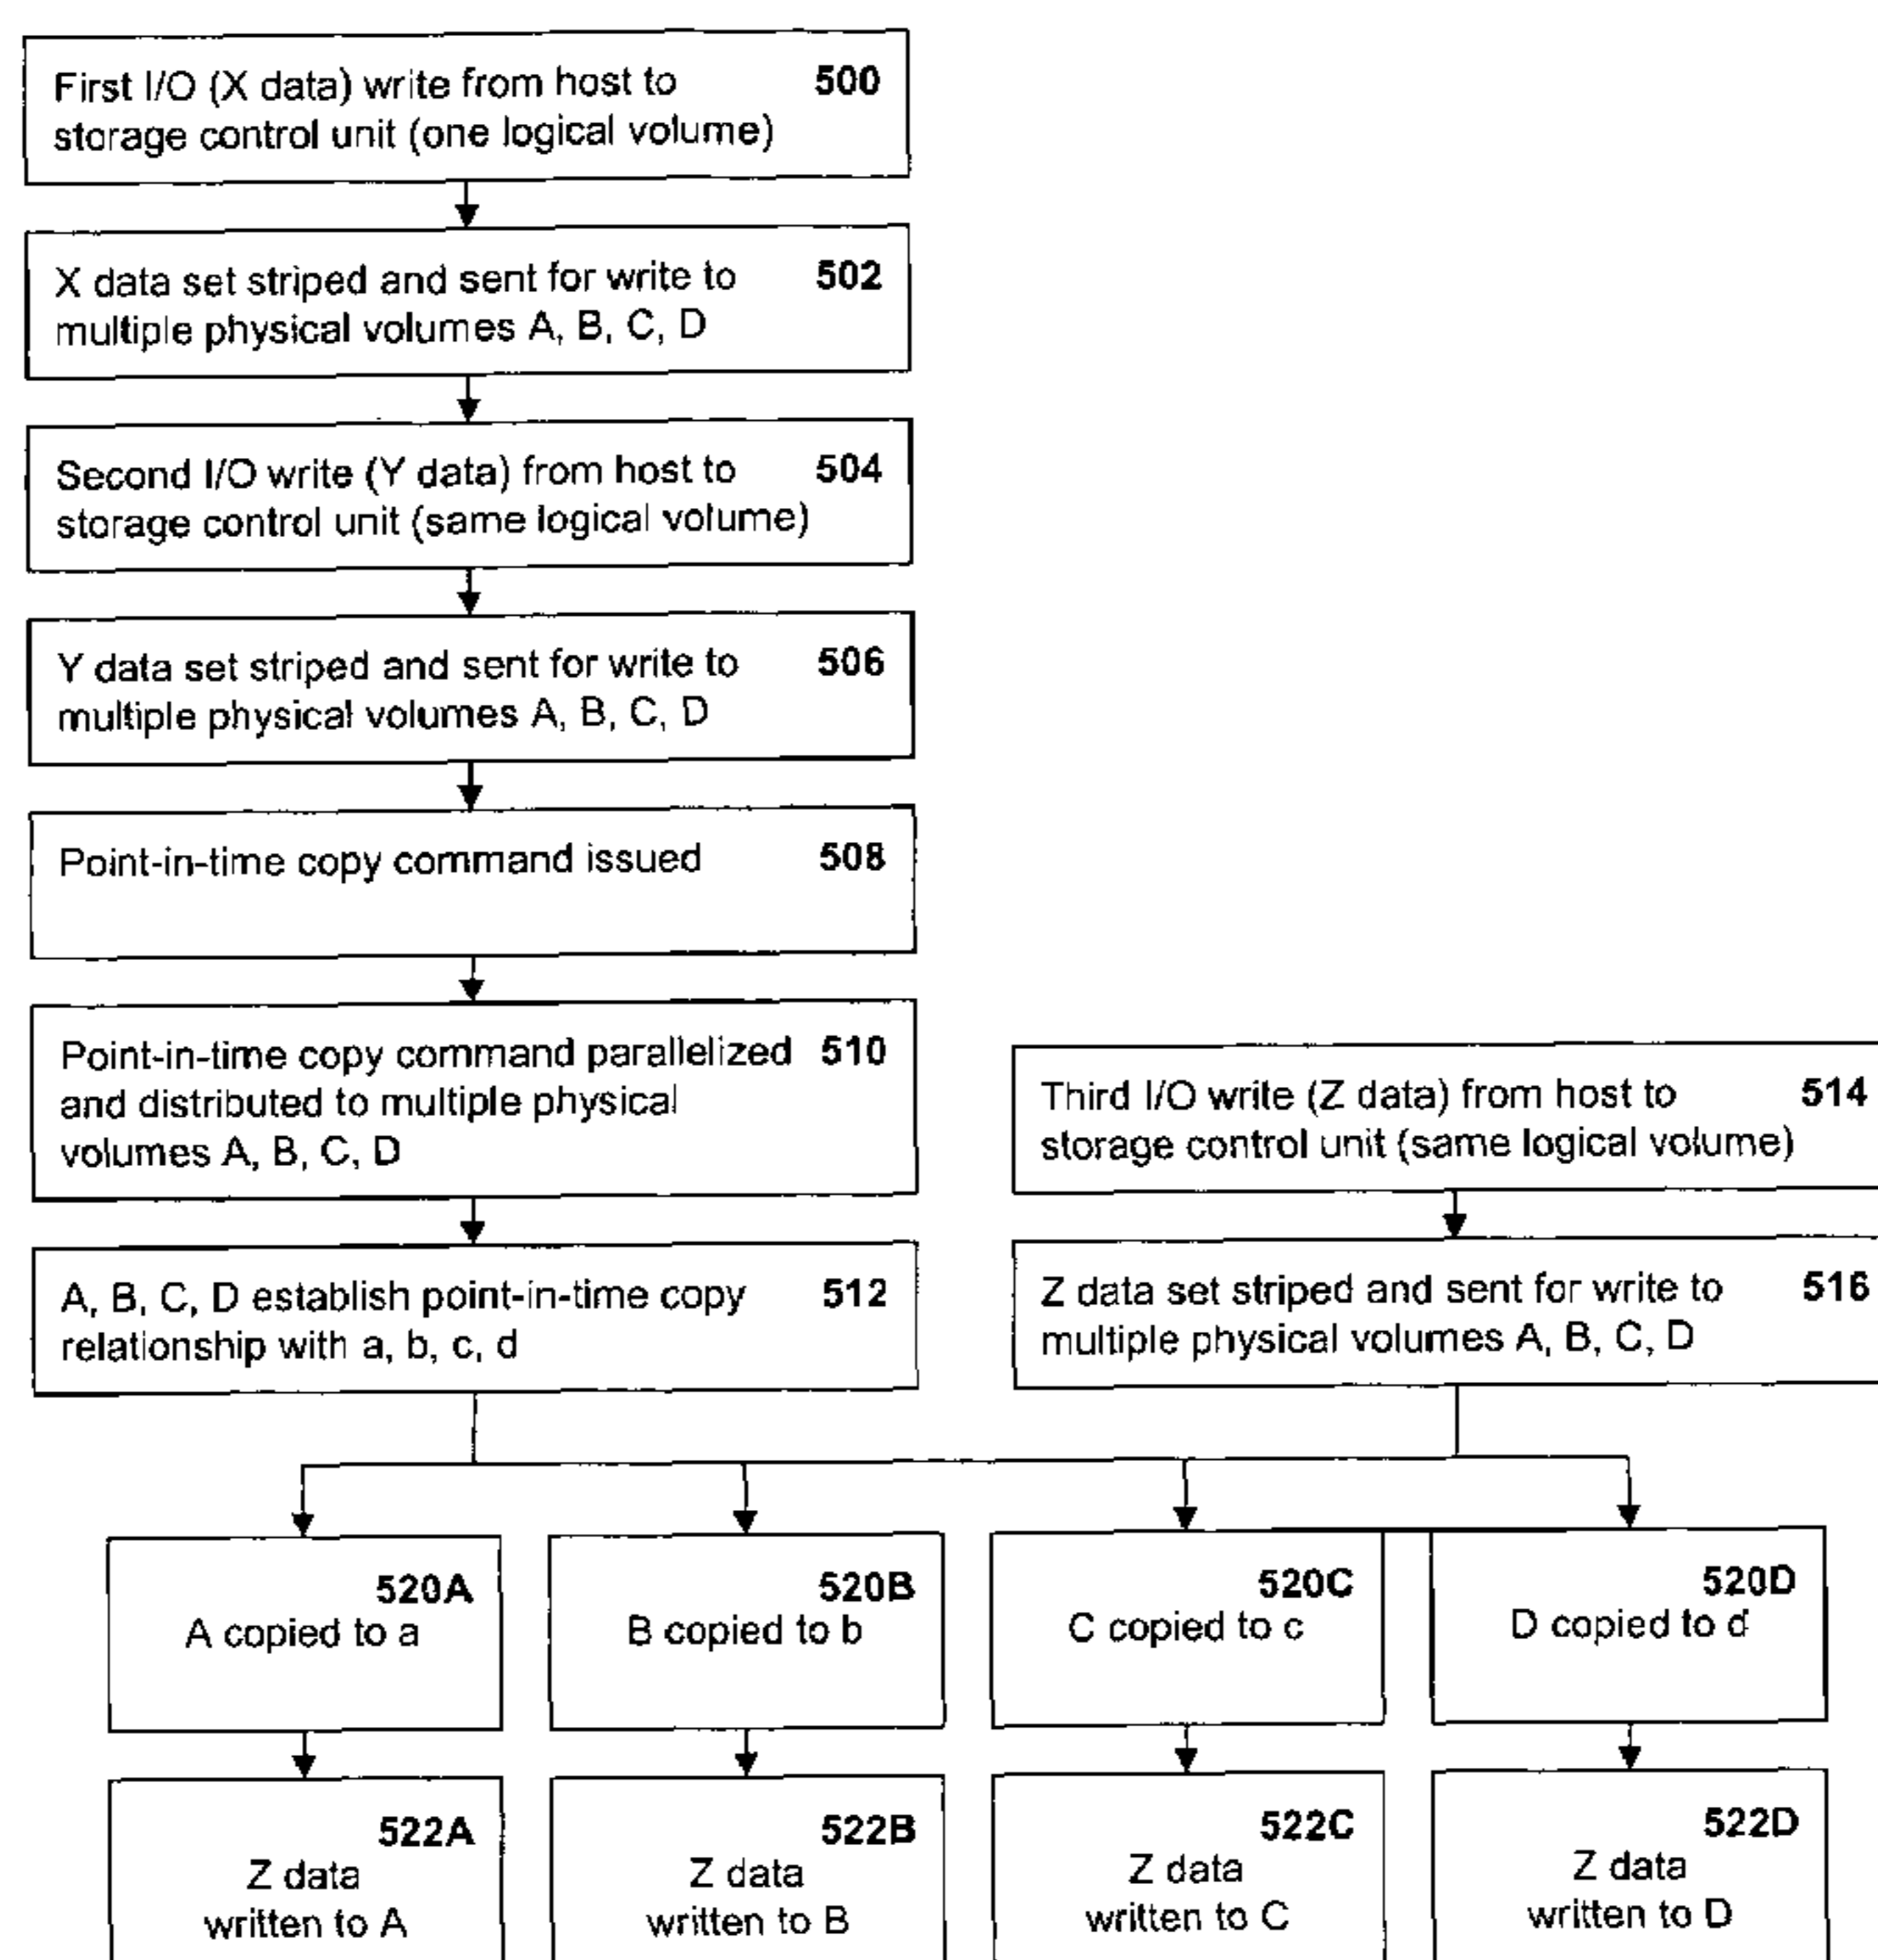 First I/O (X data) write from host to 500
storage control unit (one logical volume)
X data set striped and sent for write to 502
multiple physical volumes A, B, C, D
Second I/O write (Y data) from host to 504
storage control unit (same logical volume)
Y data set striped and sent for write to 506
multiple physical volumes A, B, C, D
Point-in-time copy command issued 508
Point-in-time copy command parallelized 510
and distributed to multiple physical
volumes A, B, C, D
Third I/O write (Z data) from host to 514
storage control unit (same logical volume)
A, B, C, D establish point-in-time copy 512
relationship with a, b, c, d
Z data set striped and sent for write to 516
multiple physical volumes A, B, C, D
520A
A copied to a
520B
B copied to b
520C
C copied to c
520D
D copied to d
522A
Z data
written to A
522B
Z data
written to B
522C
Z data
written to C
522D
Z data
written to D